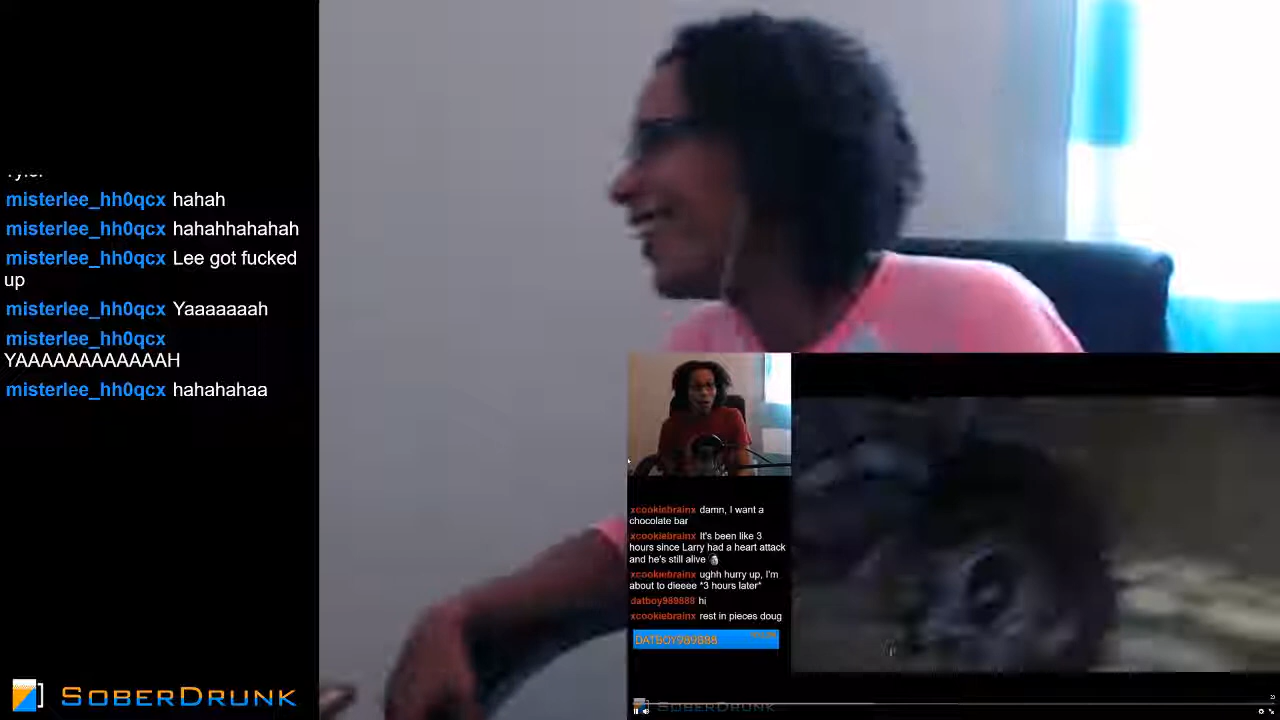 misterlee_hh0qcx hahah
misterlee_hh0qcx hahahhahahah
misterlee_hh0qcx Lee got fucked
up
misterlee_hh0qcx Yaaaaaaah
misterlee_hh0qcx
YAAAAAAAAAAAAH
misterlee_hh0qcx hahahahaa
SOBERDRUNK
xcookiebrainx damn, I want a
chocolate bar
xcookiebrainx It's been like 3
hours since Larry had a heart attack
and he's still alive
xcookiebrainx ughh hurry up, I'm
about to dieeee *3 hours later*
datboy989888 hi
xcookiebrainx rest in pieces doug
DATBOY989888
SOBERDRUNK